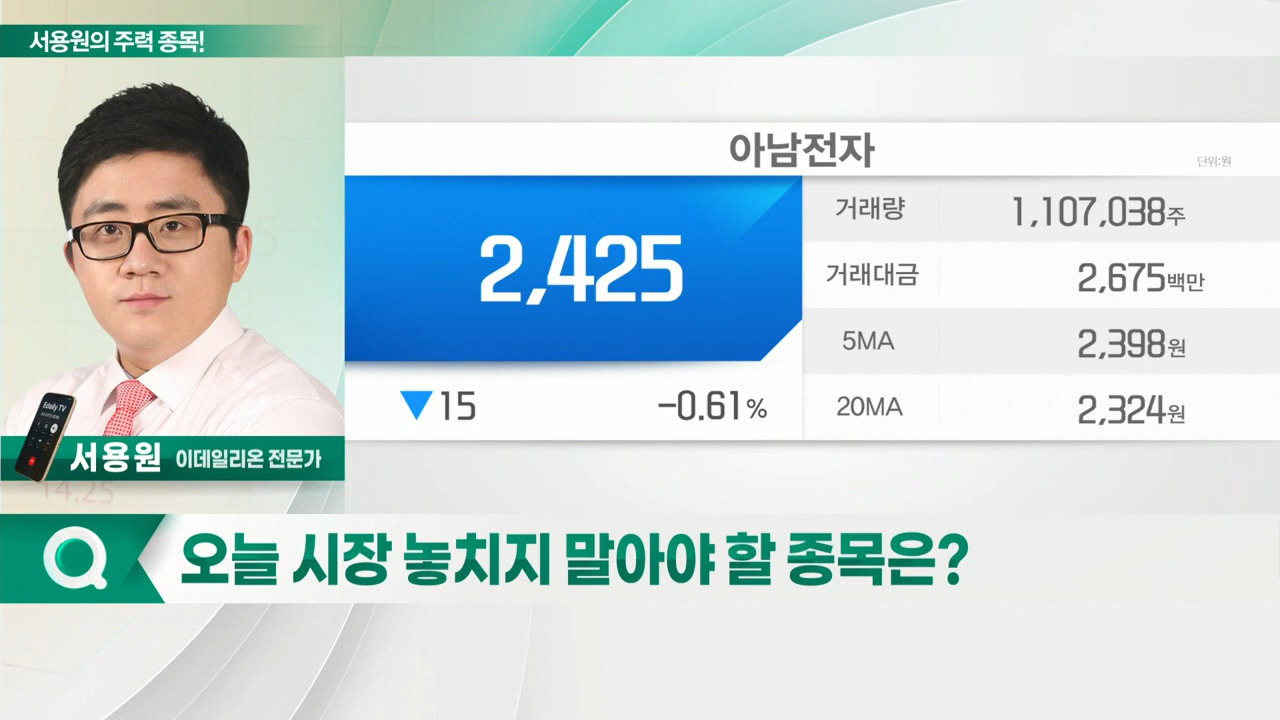 서용원의 주력 종목!
아남전자
단위:원
2,425
▼15 -0.61%
거래량 1,107,038주
거래대금 2,675백만
5MA 2,398원
20MA 2,324원
Edaily TV
서용원 이데일리온 전문가
14.25
Q 오늘 시장 놓치지 말아야 할 종목은?